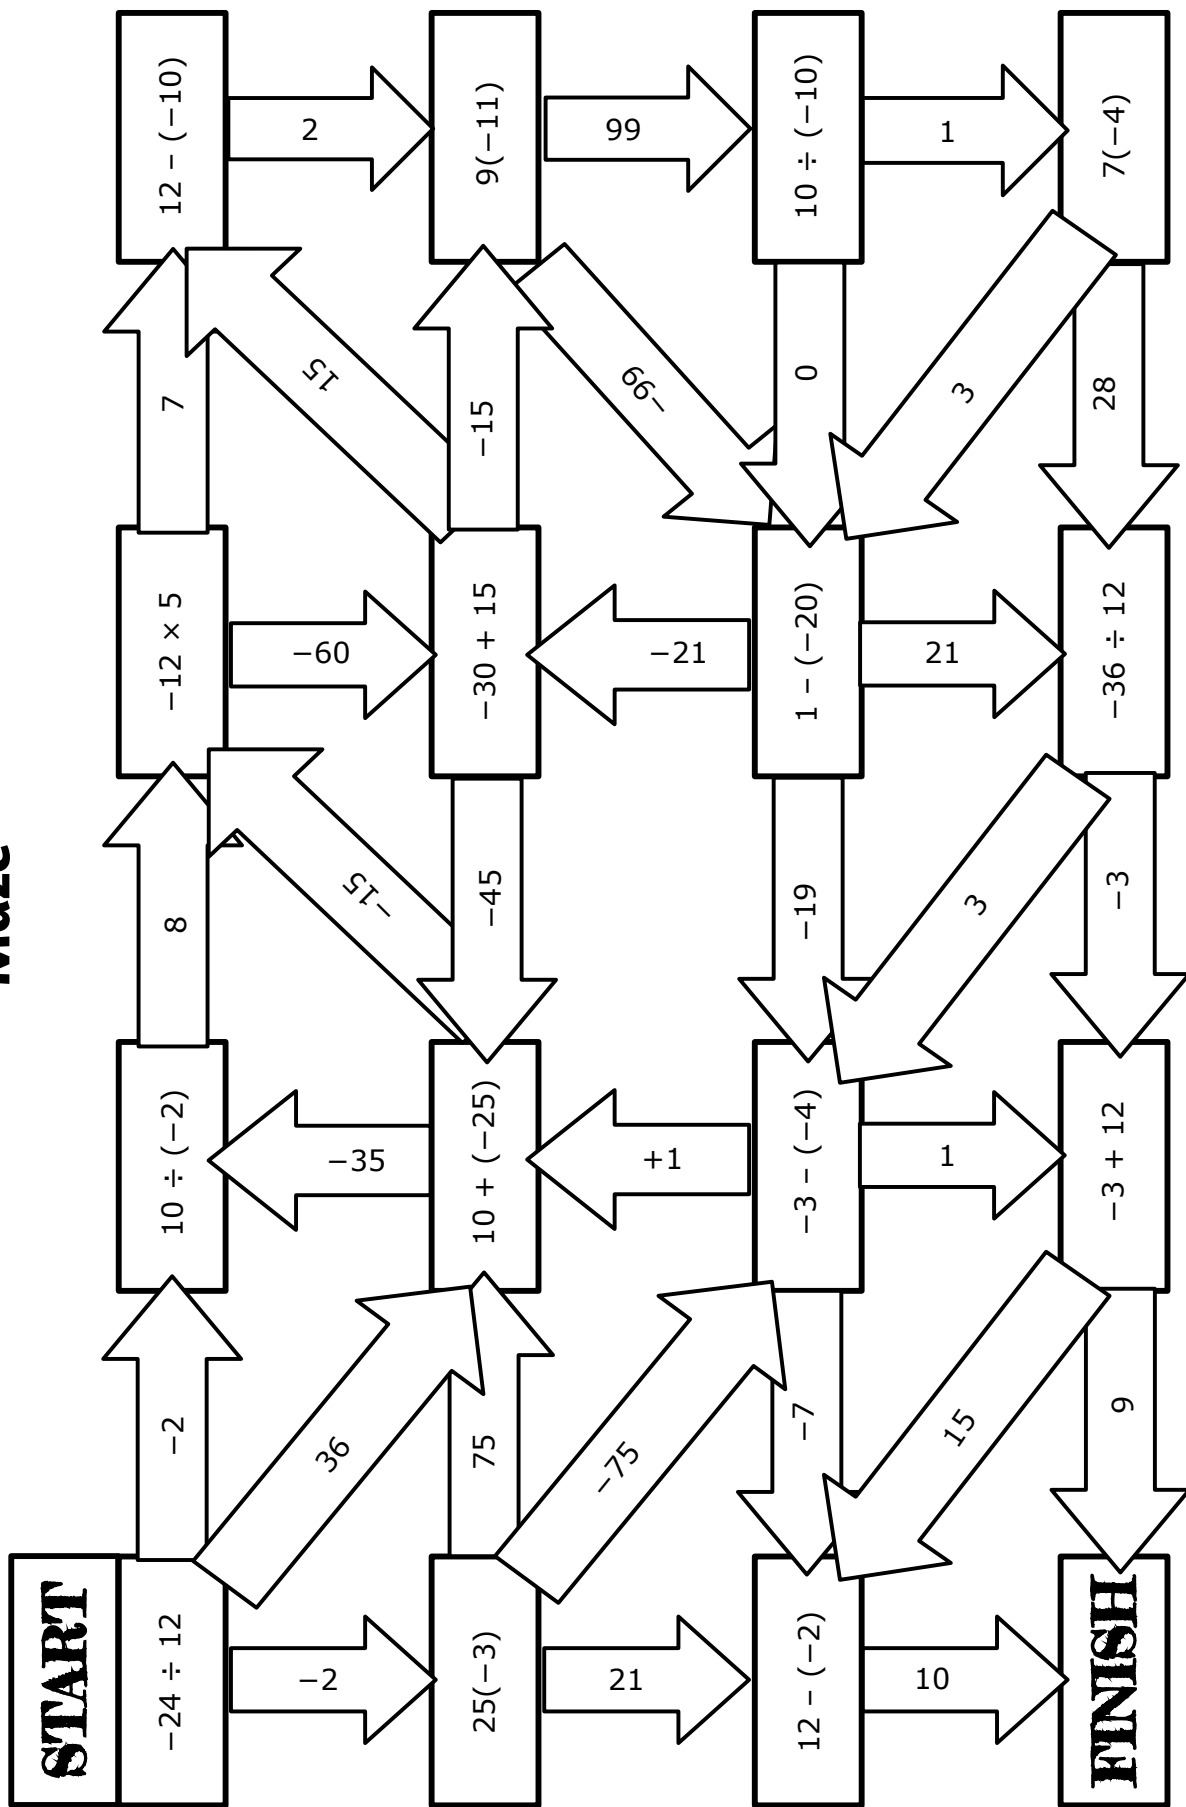 Maze
START
−24 ÷ 12
−2
10 ÷ (−2)
8
−12 × 5
7
12 – (−10)
−2
36
−35
−15
−60
15
2
25(−3)
75
10 + (−25)
−45
−30 + 15
−15
9(−11)
21
−75
+1
−21
−99
99
12 – (−2)
−7
−3 – (−4)
−19
1 – (−20)
0
10 ÷ (−10)
10
15
1
3
21
3
1
FINISH
9
−3 + 12
−3
−36 ÷ 12
28
7(−4)